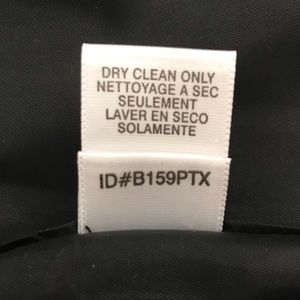 DRY CLEAN ONLY
NETTOYAGE A SEC
SEULEMENT
LAVER EN SECO
SOLAMENTE
ID#B159PTX